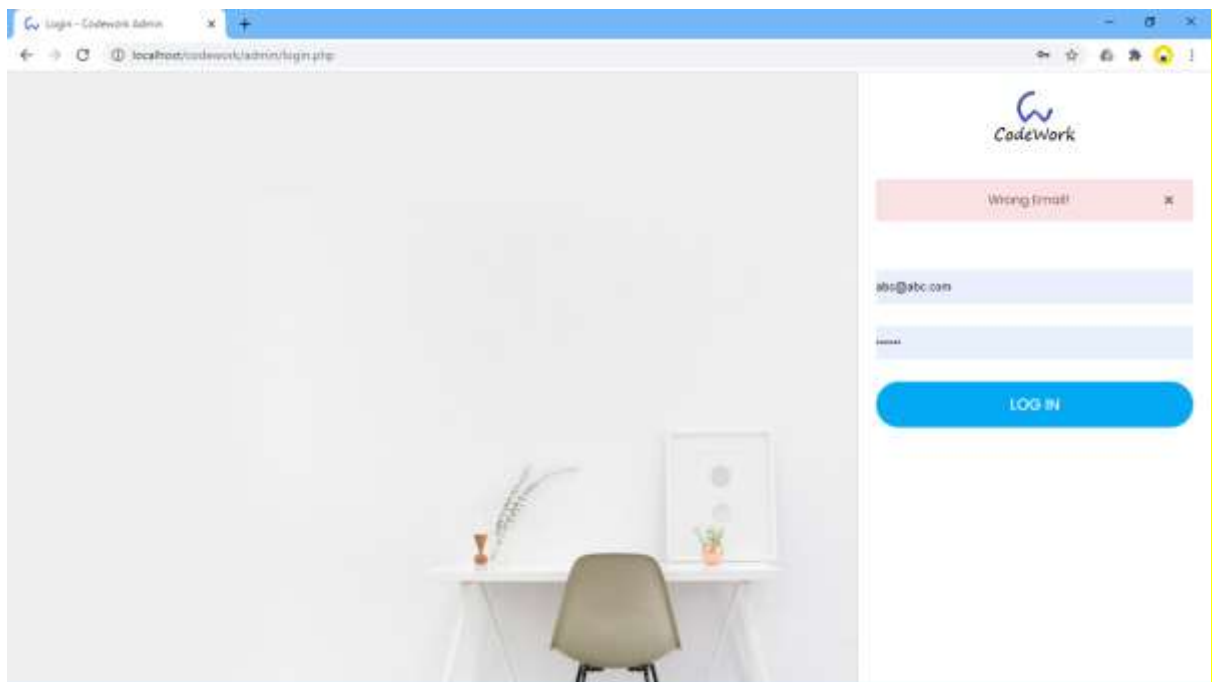 Login - Codework Admin
localhost/codework/admin/login.php
CodeWork
Wrong Email!
abc@abc.com
LOG IN